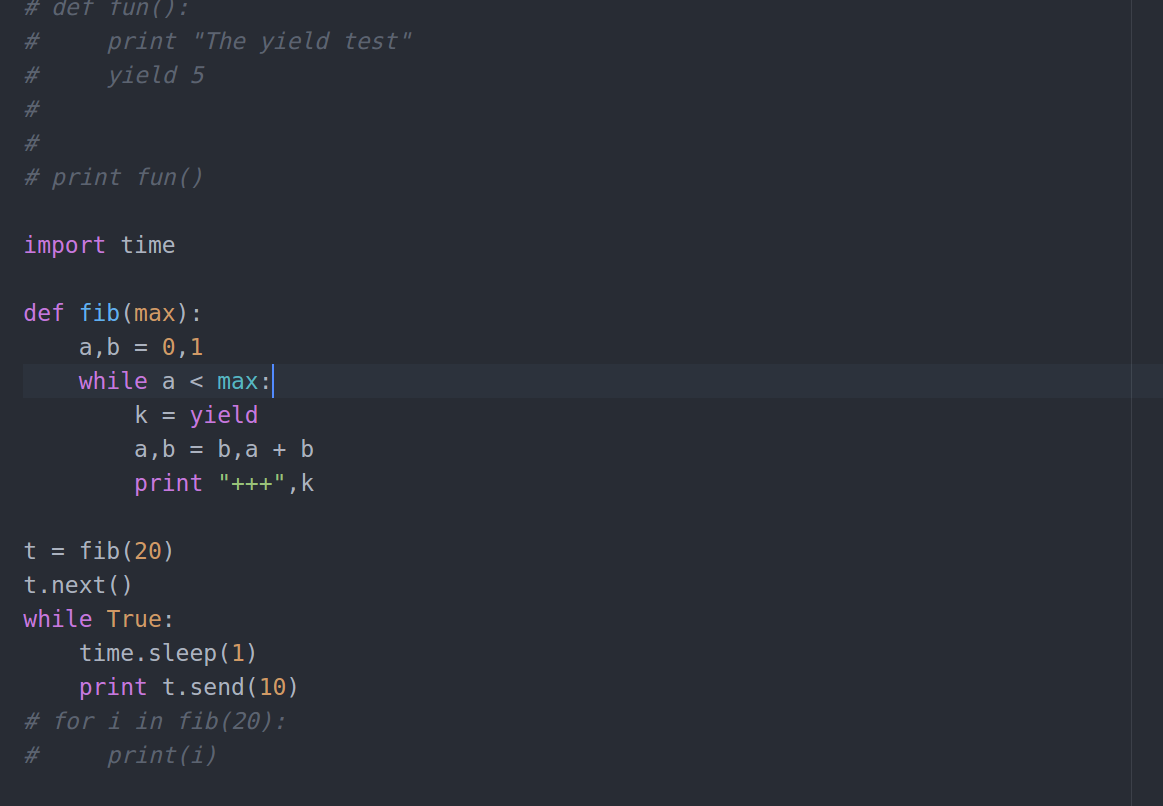 # def fun():
#     print "The yield test"
#     yield 5
#
#
# print fun()
import time
def fib(max):
    a,b = 0,1
    while a < max:
        k = yield
        a,b = b,a + b
        print "+++",k
t = fib(20)
t.next()
while True:
    time.sleep(1)
    print t.send(10)
# for i in fib(20):
#     print(i)